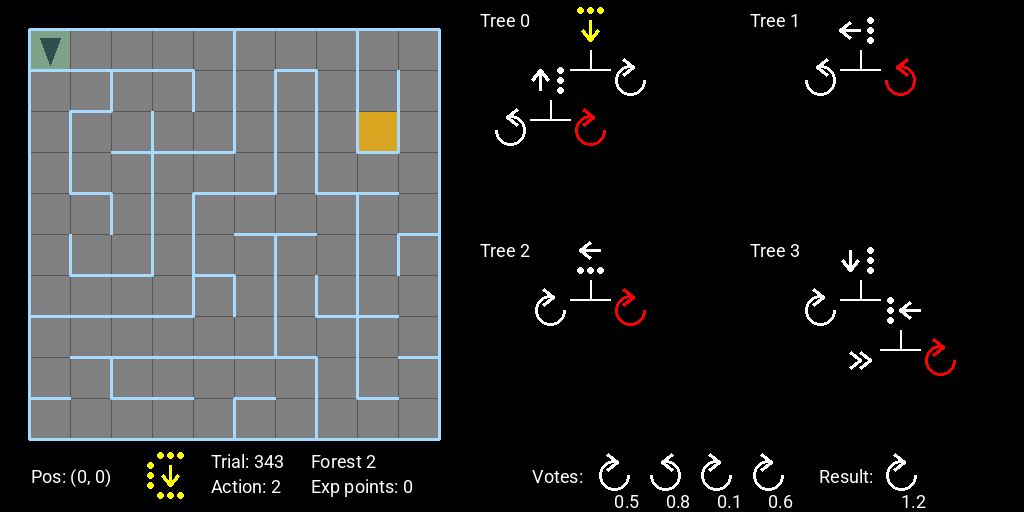 Tree 0
Tree 1
Tree 2
Tree 3
Pos: (0, 0)
Trial: 343
Forest 2
Action: 2
Exp points: 0
Votes:
0.5
0.8
0.1
0.6
Result:
1.2